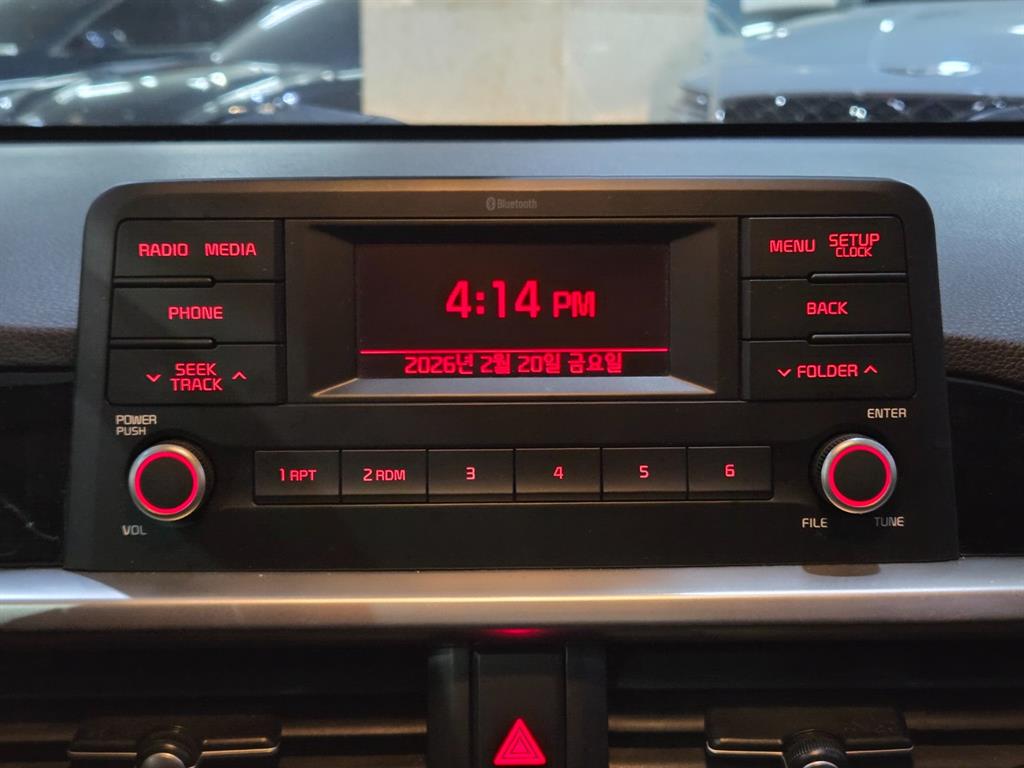 Bluetooth
RADIO MEDIA
PHONE
SEEK
TRACK
4:14 PM
2026년 2월 20일 금요일
MENU SETUP
CLOCK
BACK
FOLDER
POWER
PUSH
VOL
1 RPT
2 RDM
3
4
5
6
ENTER
FILE
TUNE